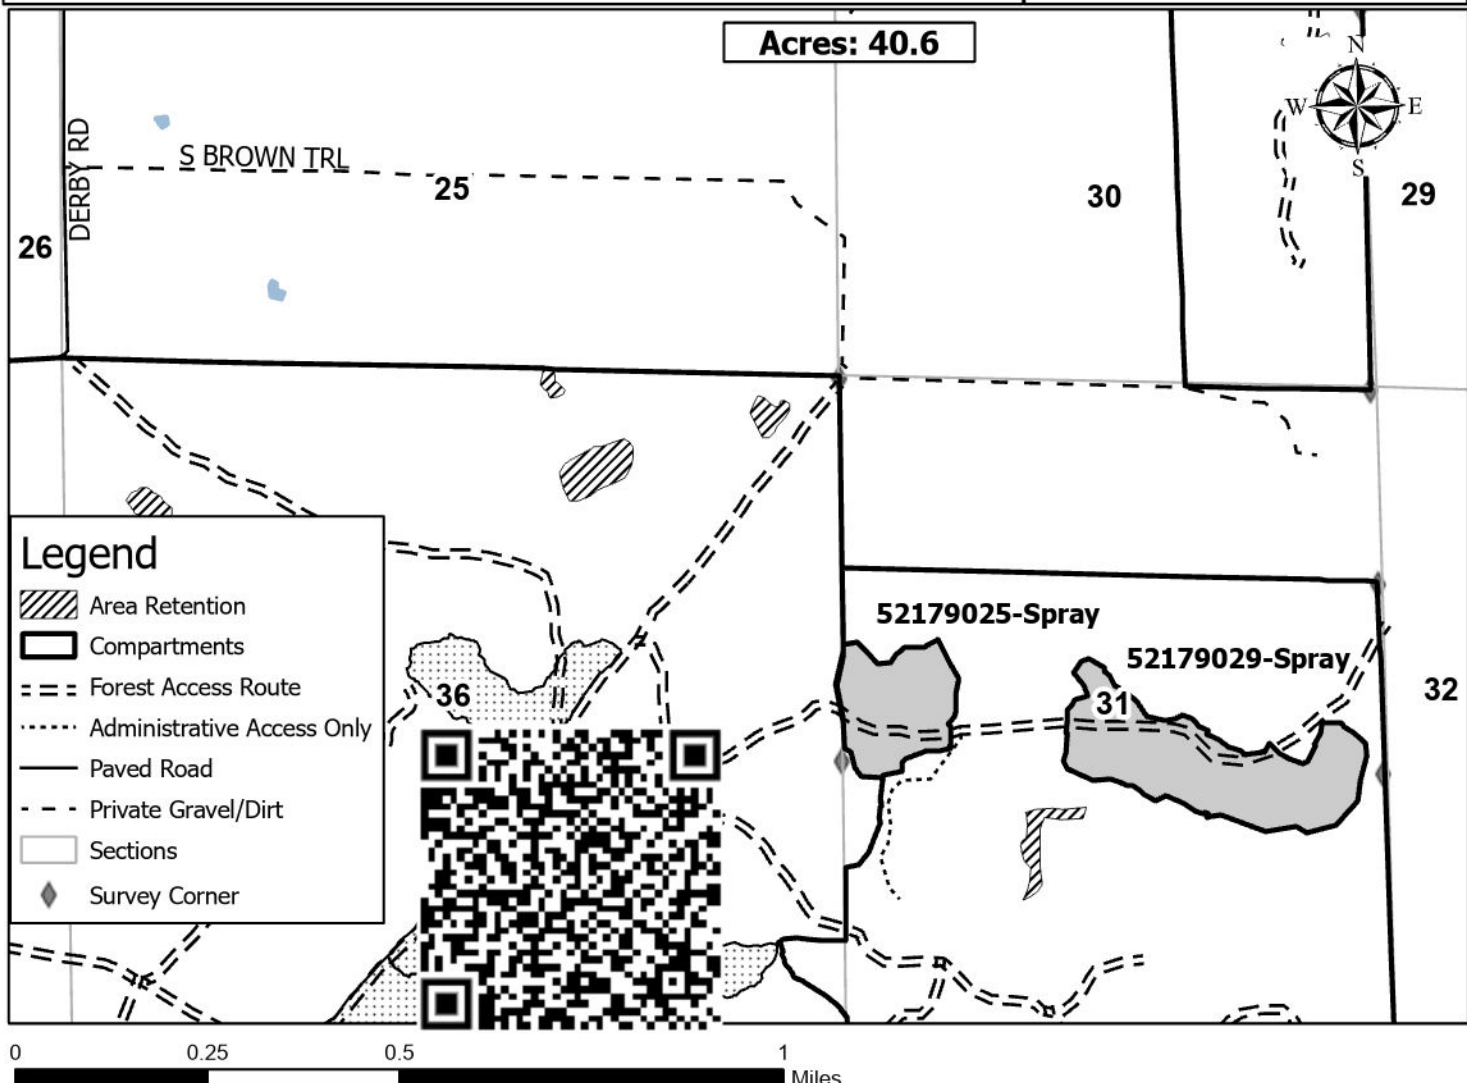 Acres: 40.6
N
W
E
S
DERBY RD
S BROWN TRL
25
30
29
26
Legend
Area Retention
Compartments
Forest Access Route
Administrative Access Only
Paved Road
Private Gravel/Dirt
Sections
Survey Corner
52179025-Spray
52179029-Spray
36
31
32
0 0.25 0.5 1
Miles